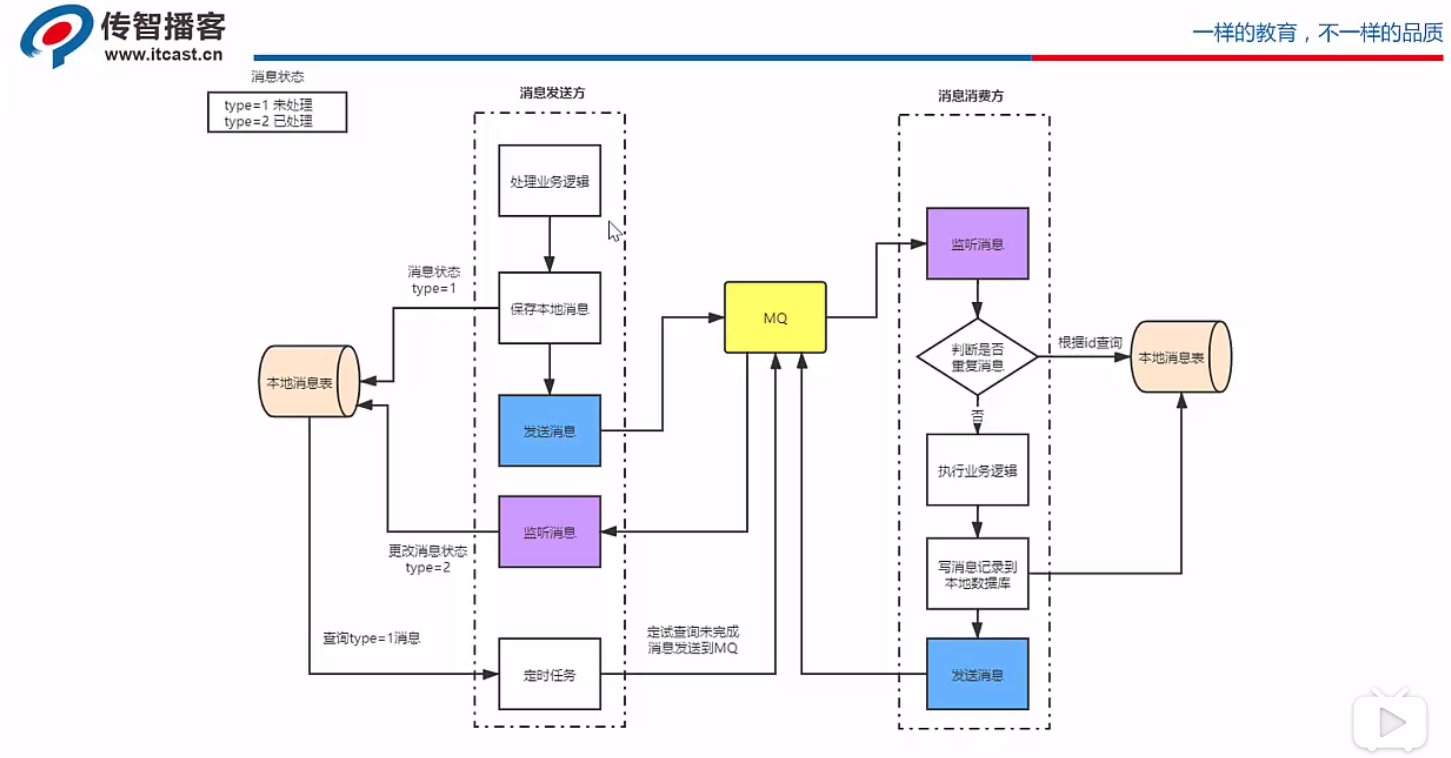 传智播客
www.itcast.cn
一样的教育，不一样的品质
消息状态
type=1 未处理
type=2 已处理
消息发送方
处理业务逻辑
消息状态
type=1
保存本地消息
本地消息表
发送消息
监听消息
更改消息状态
type=2
查询type=1消息
定时任务
定试查询未完成
消息发送到MQ
MQ
消息消费方
监听消息
判断是否
重复消息
根据id查询
本地消息表
否
执行业务逻辑
写消息记录到
本地数据库
发送消息